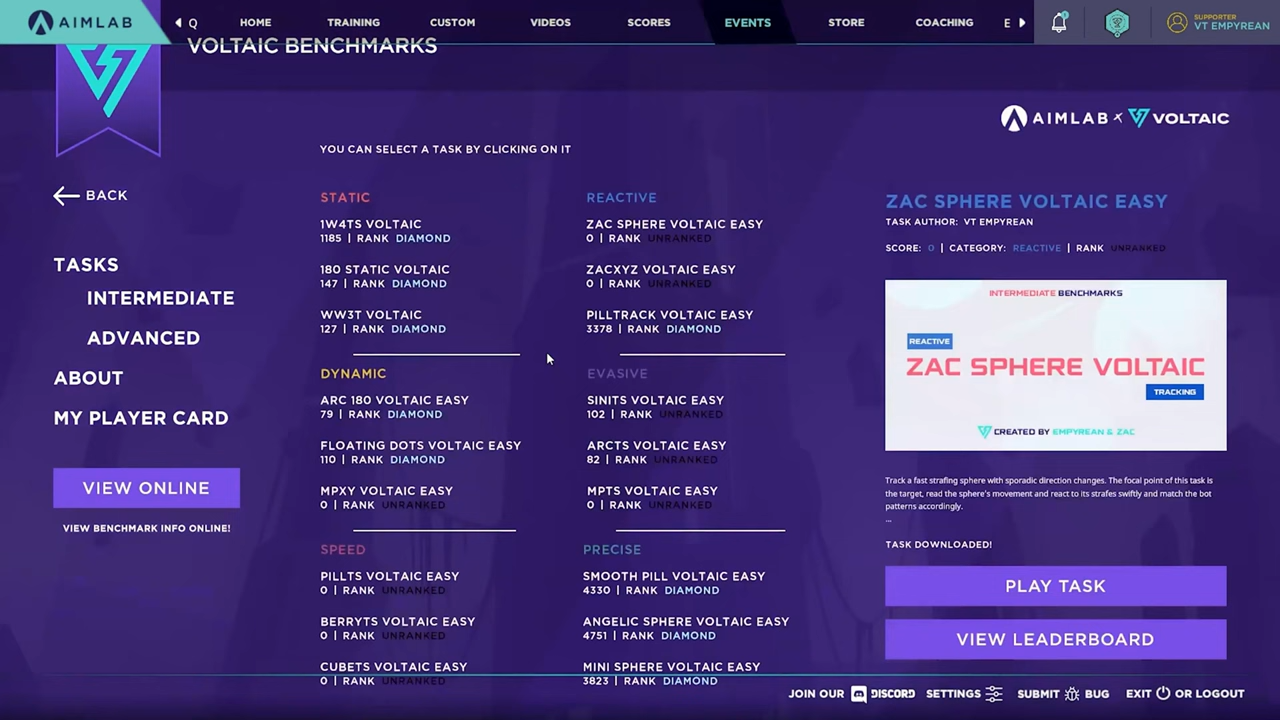 AIMLAB
Q
HOME
TRAINING
CUSTOM
VIDEOS
SCORES
EVENTS
STORE
COACHING
E
SUPPORTER
VT EMPYREAN
VOLTAIC BENCHMARKS
AIMLAB x VOLTAIC
YOU CAN SELECT A TASK BY CLICKING ON IT
BACK
TASKS
INTERMEDIATE
ADVANCED
ABOUT
MY PLAYER CARD
VIEW ONLINE
VIEW BENCHMARK INFO ONLINE!
STATIC
1W4TS VOLTAIC
1185 | RANK DIAMOND
180 STATIC VOLTAIC
147 | RANK DIAMOND
WW3T VOLTAIC
127 | RANK DIAMOND
DYNAMIC
ARC 180 VOLTAIC EASY
79 | RANK DIAMOND
FLOATING DOTS VOLTAIC EASY
110 | RANK DIAMOND
MPXY VOLTAIC EASY
0 | RANK UNRANKED
SPEED
PILLTS VOLTAIC EASY
0 | RANK UNRANKED
BERRYTS VOLTAIC EASY
0 | RANK UNRANKED
CUBETS VOLTAIC EASY
0 | RANK UNRANKED
REACTIVE
ZAC SPHERE VOLTAIC EASY
0 | RANK UNRANKED
ZACXYZ VOLTAIC EASY
0 | RANK UNRANKED
PILLTRACK VOLTAIC EASY
3378 | RANK DIAMOND
EVASIVE
SINITS VOLTAIC EASY
102 | RANK UNRANKED
ARCTS VOLTAIC EASY
82 | RANK UNRANKED
MPTS VOLTAIC EASY
0 | RANK UNRANKED
PRECISE
SMOOTH PILL VOLTAIC EASY
4330 | RANK DIAMOND
ANGELIC SPHERE VOLTAIC EASY
4751 | RANK DIAMOND
MINI SPHERE VOLTAIC EASY
3823 | RANK DIAMOND
ZAC SPHERE VOLTAIC EASY
TASK AUTHOR: VT EMPYREAN
SCORE: 0 | CATEGORY: REACTIVE | RANK UNRANKED
INTERMEDIATE BENCHMARKS
REACTIVE
ZAC SPHERE VOLTAIC
TRACKING
CREATED BY EMPYREAN & ZAC
Track a fast strafing sphere with sporadic direction changes. The focal point of this task is
the target, read the sphere's movement and react to its strafes swiftly and match the bot
patterns accordingly.
...
TASK DOWNLOADED!
PLAY TASK
VIEW LEADERBOARD
JOIN OUR DISCORD
SETTINGS
SUBMIT BUG
EXIT OR LOGOUT